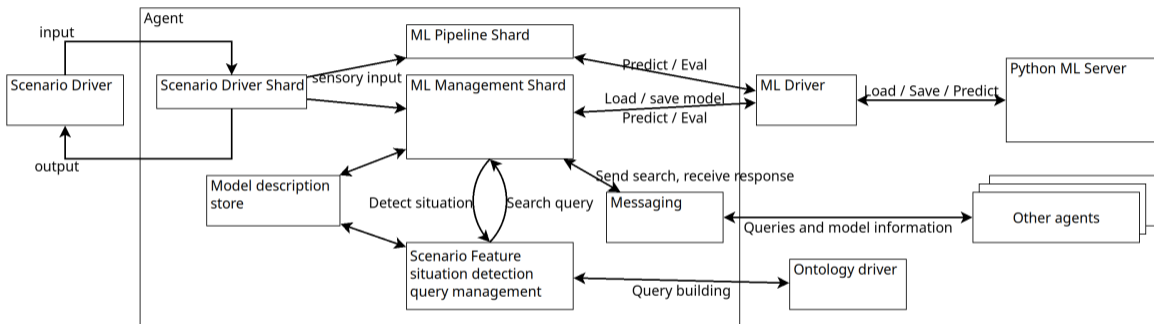 Agent
input
ML Pipeline Shard
Predict / Eval
Python ML Server
Scenario Driver
Scenario Driver Shard
sensory input
ML Management Shard
ML Driver
Load / Save / Predict
Load / save model
Predict / Eval
output
Send search, receive response
Model description
store
Detect situation
Search query
Messaging
Other agents
Queries and model information
Scenario Feature
situation detection
query management
Ontology driver
Query building